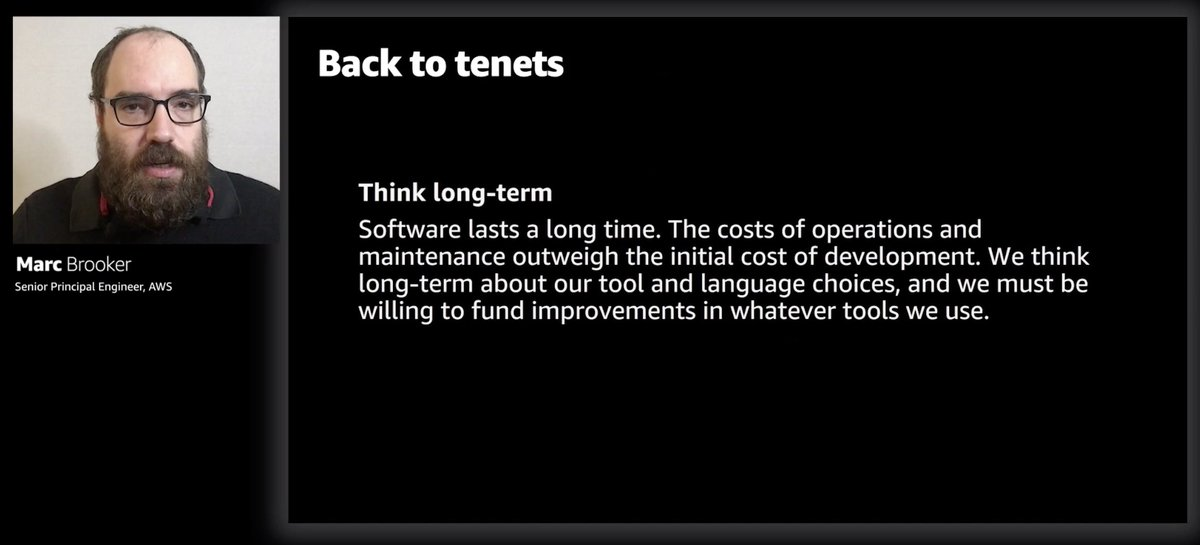 Back to tenets
Think long-term
Software lasts a long time. The costs of operations and
maintenance outweigh the initial cost of development. We think
long-term about our tool and language choices, and we must be
willing to fund improvements in whatever tools we use.
Marc Brooker
Senior Principal Engineer, AWS